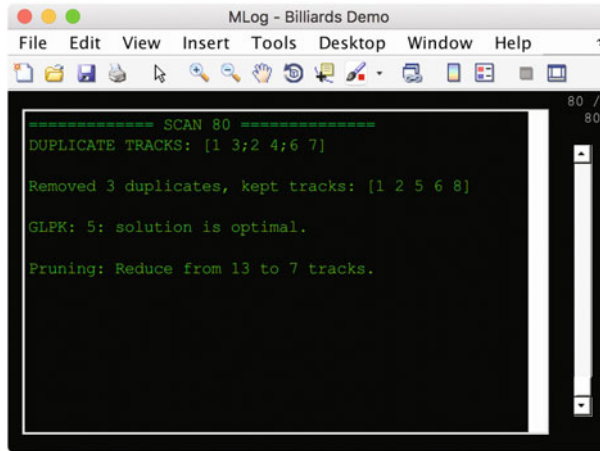 MLog - Billiards Demo
File Edit View Insert Tools Desktop Window Help
80 /
80
============= SCAN 80 ==============
DUPLICATE TRACKS: [1 3;2 4;6 7]
Removed 3 duplicates, kept tracks: [1 2 5 6 8]
GLPK: 5: solution is optimal.
Pruning: Reduce from 13 to 7 tracks.